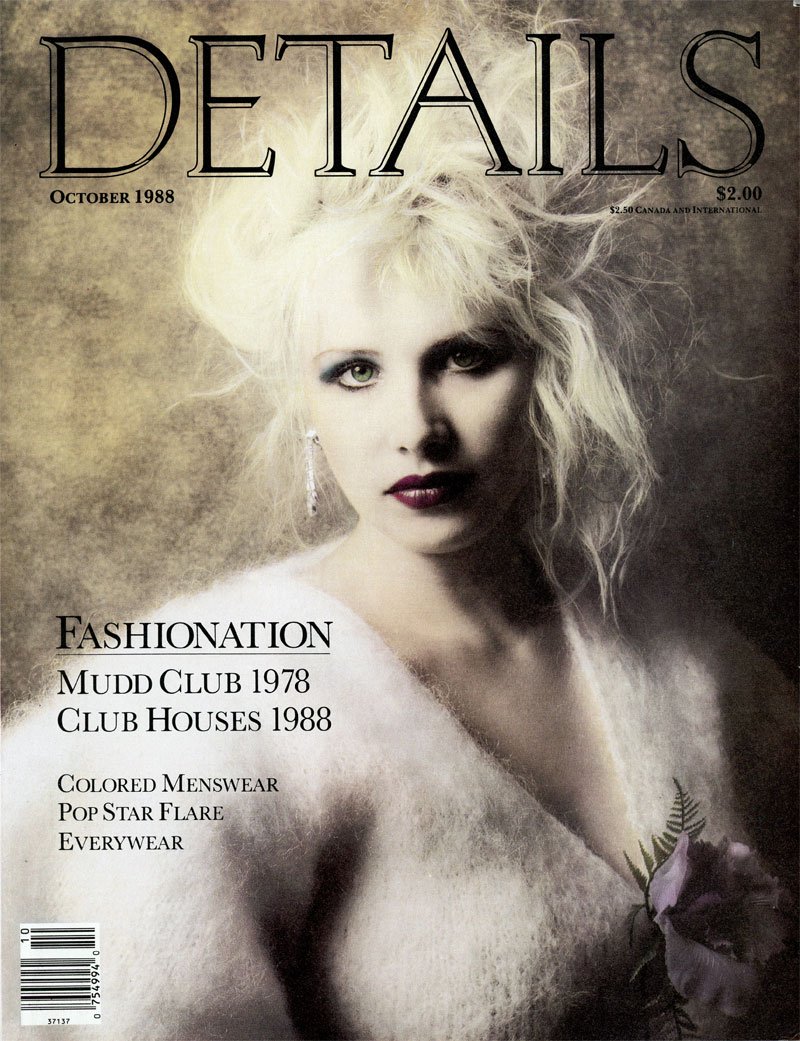 DETAILS
OCTOBER 1988
$2.00
$2.50 CANADA AND INTERNATIONAL
FASHIONATION
MUDD CLUB 1978
CLUB HOUSES 1988
COLORED MENSWEAR
POP STAR FLARE
EVERYWEAR
10
0 754994 0
37137